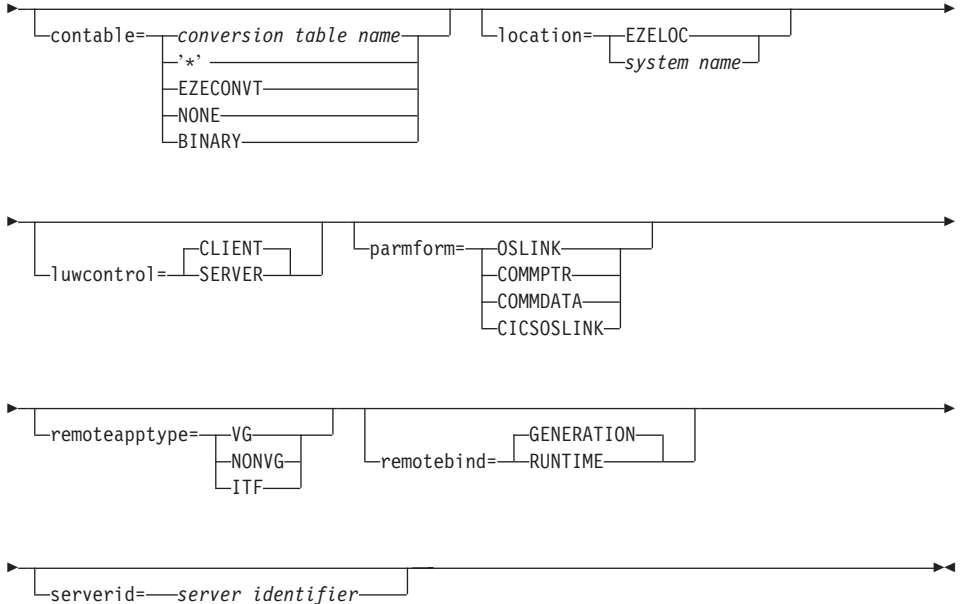 contable= conversion table name location= EZELOC
'*' system name
EZECONVT
NONE
BINARY
CLIENT parmform= OSLINK
luwcontrol= SERVER COMMPTR
COMMDATA
CICSOSLINK
remoteapptype= VG GENERATION
NONVG remotebind= RUNTIME
ITF
serverid= server identifier